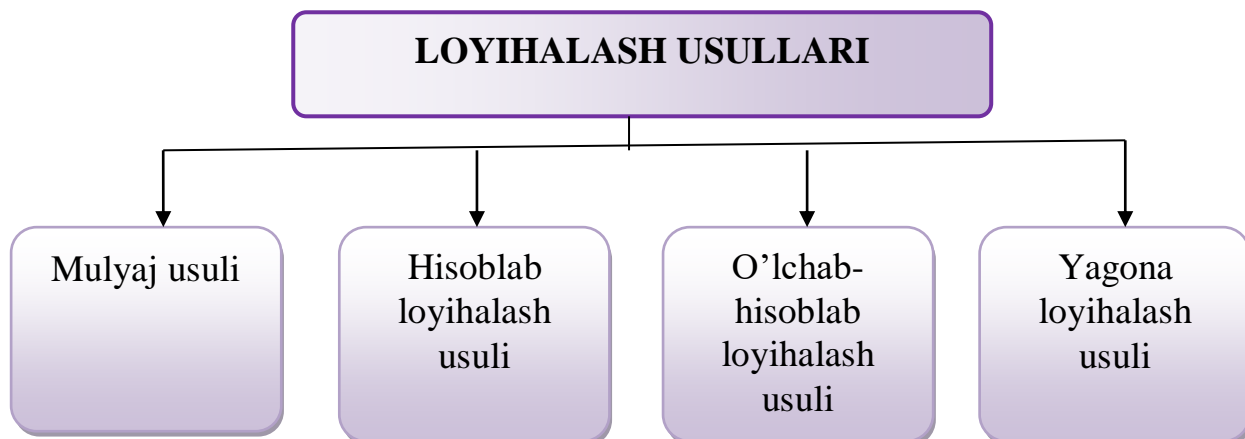 LOYIHALASH USULLARI
Mulyaj usuli
Hisoblab
loyihalash
usuli
O’lchab-
hisoblab
loyihalash
usuli
Yagona
loyihalash
usuli